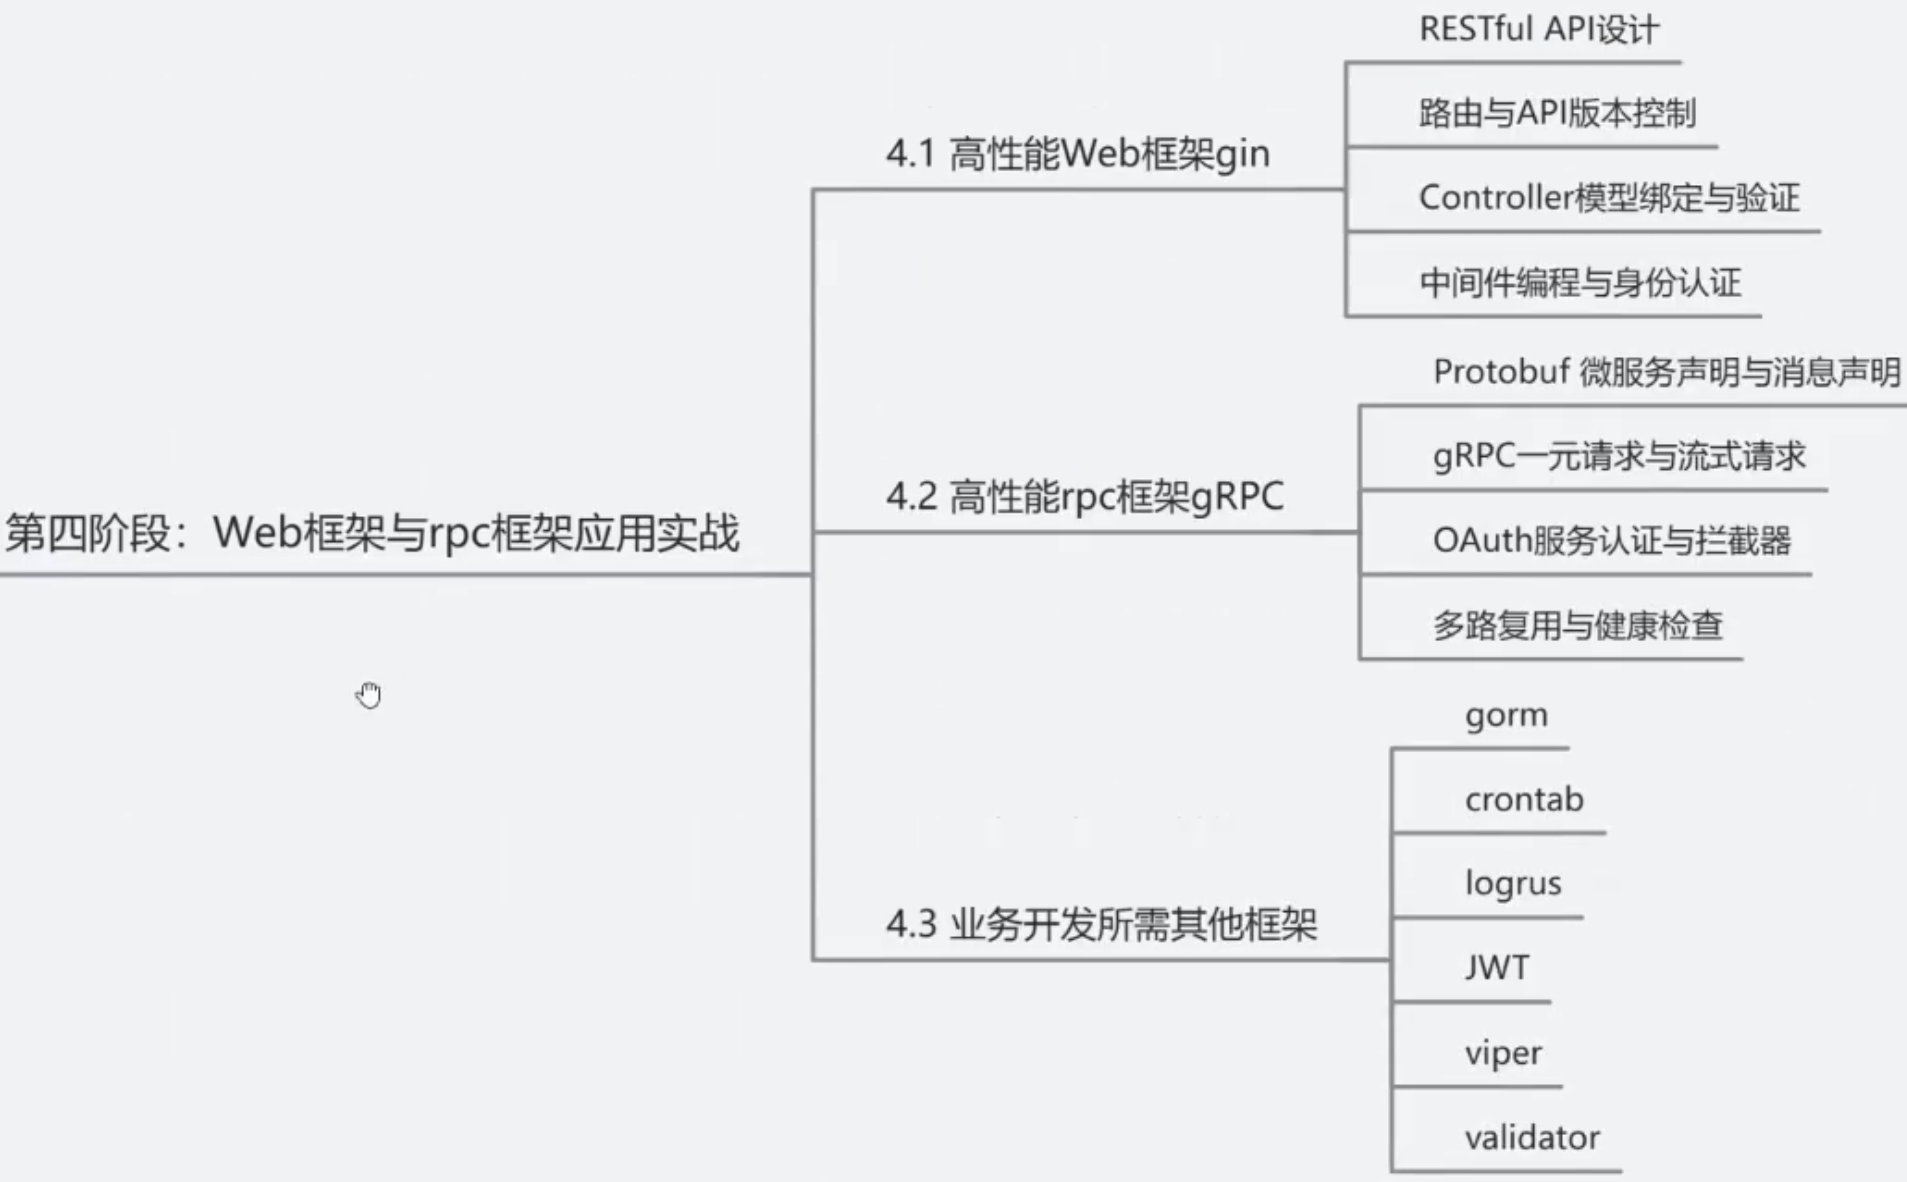 第四阶段：Web框架与rpc框架应用实战
4.1 高性能Web框架gin
RESTful API设计
路由与API版本控制
Controller模型绑定与验证
中间件编程与身份认证
4.2 高性能rpc框架gRPC
Protobuf 微服务声明与消息声明
gRPC一元请求与流式请求
OAuth服务认证与拦截器
多路复用与健康检查
4.3 业务开发所需其他框架
gorm
crontab
logrus
JWT
viper
validator